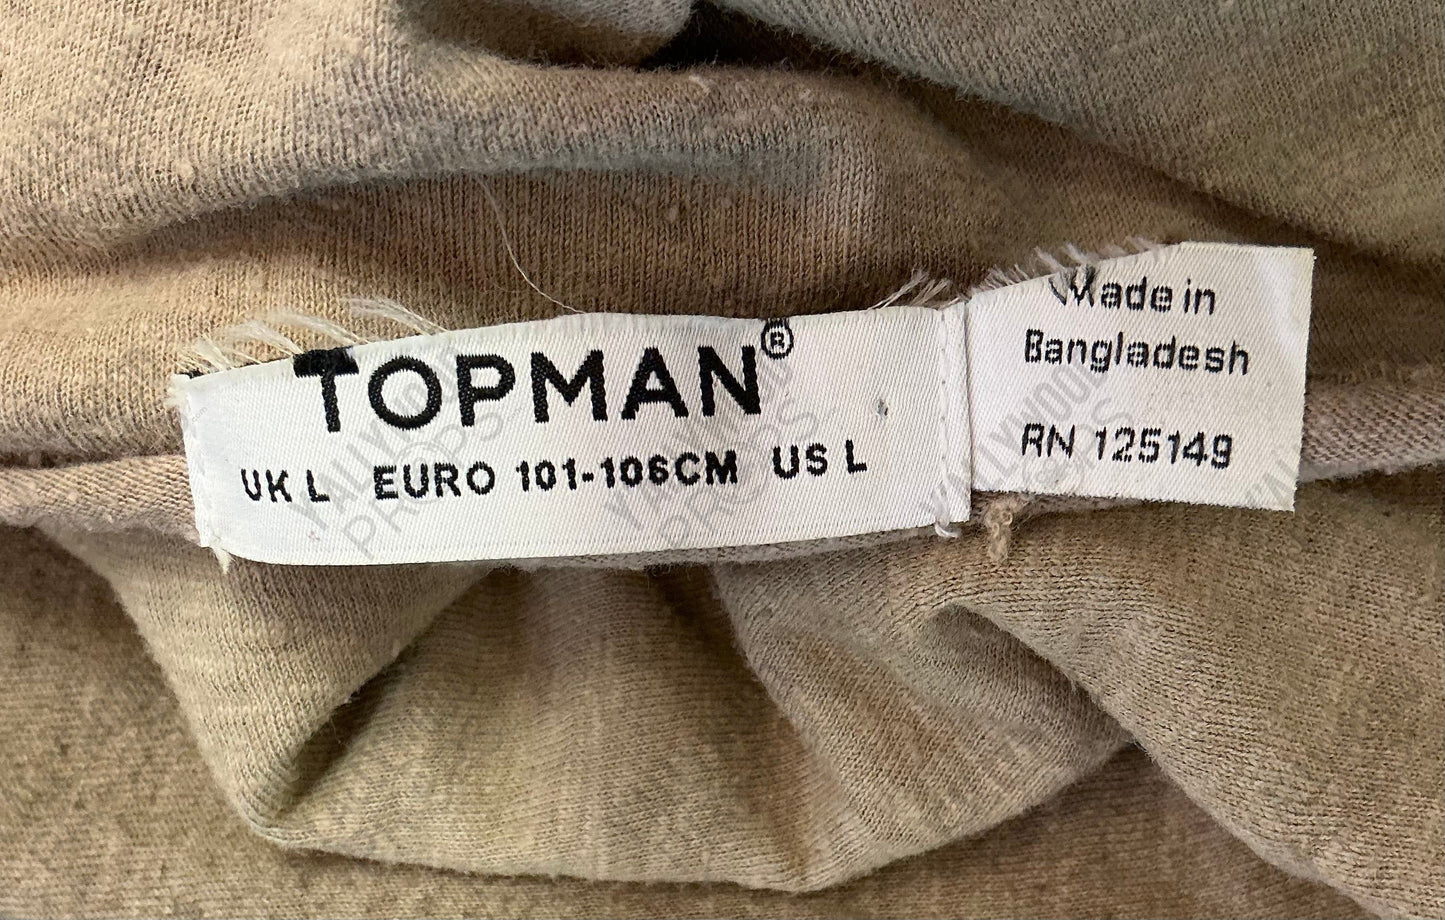 TOPMAN®
UK L EURO 101-106CM US L
Made in
Bangladesh
RN 125149